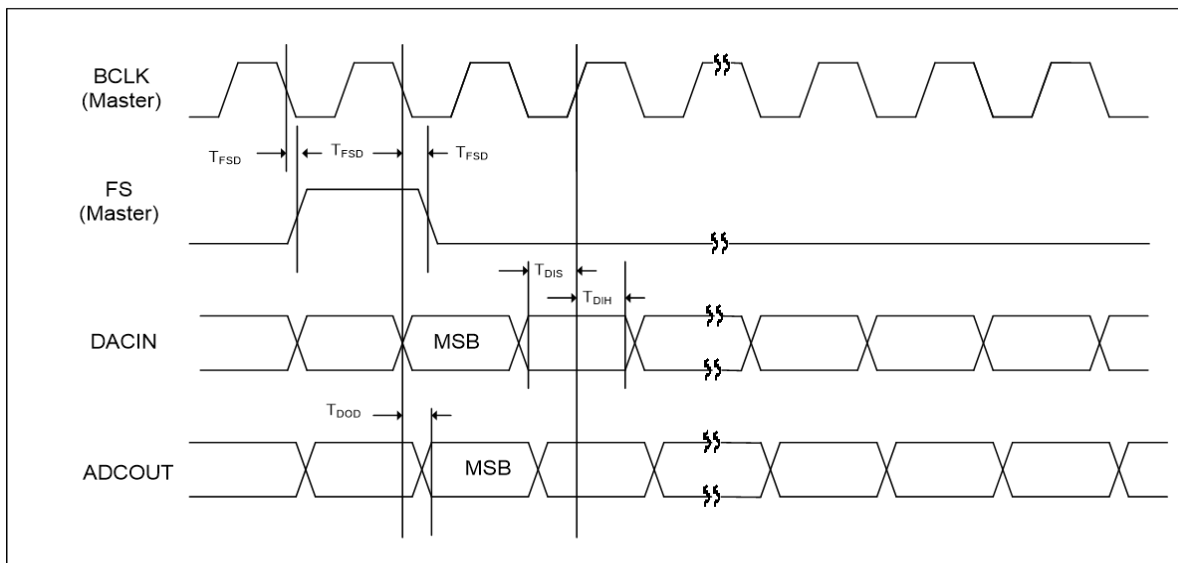 BCLK
(Master)
TFSD TFSD TFSD
FS
(Master)
TDIS
TDIH
DACIN
MSB
TDOD
ADCOUT
MSB